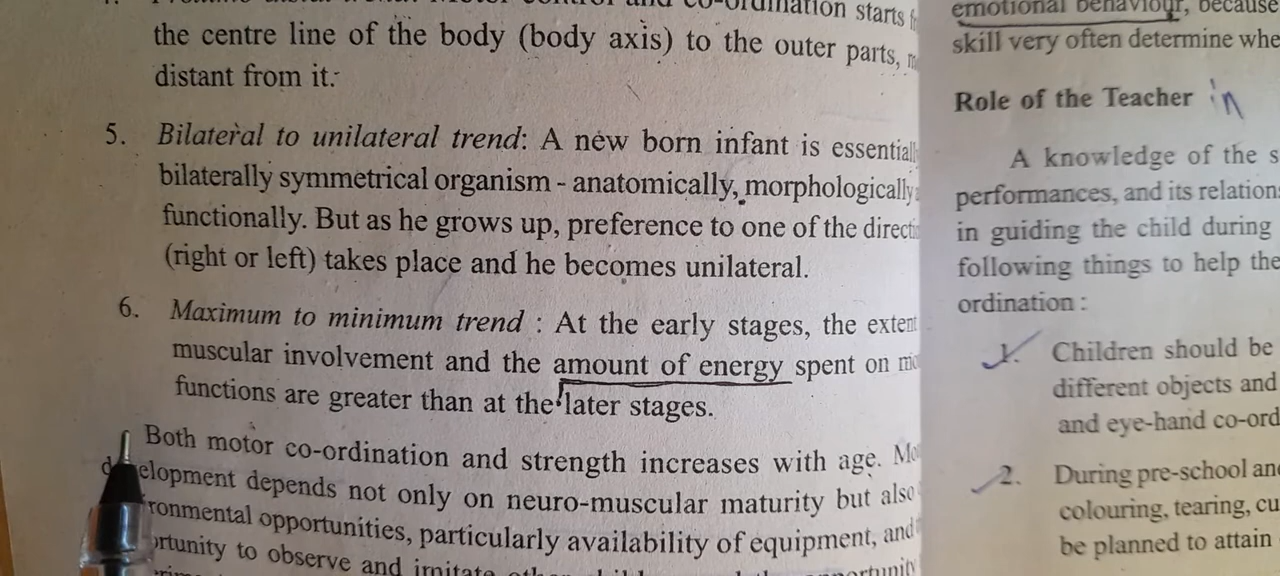 co-ordination starts
the centre line of the body (body axis) to the outer parts,
distant from it.
5. Bilateral to unilateral trend: A new born infant is
bilaterally symmetrical organism - anatomically, morphologically
functionally. But as he grows up, preference to one of the
(right or left) takes place and he becomes unilateral.
6. Maximum to minimum trend : At the early stages, the
muscular involvement and the amount of energy spent on
functions are greater than at the later stages.
Both motor co-ordination and strength increases with age.
depends not only on neuro-muscular maturity but also
opportunities, particularly availability of equipment, and
to observe and imitate
emotional behaviour, because
skill very often determine
Role of the Teacher in
A knowledge of the
performances, and its
in guiding the child during
following things to help the
ordination :
1. Children should be
different objects and
and eye-hand
2. During pre-school
colouring, tearing,
be planned to attain